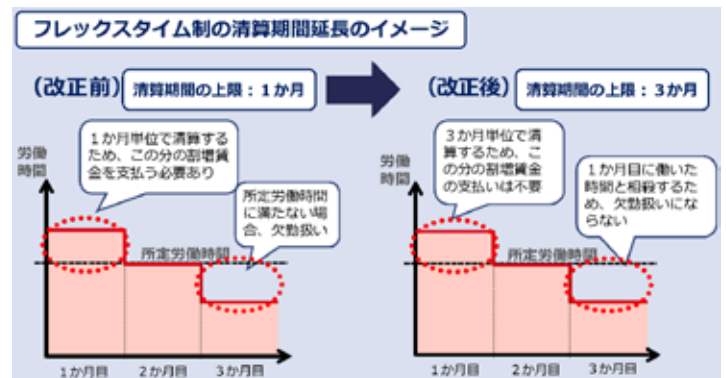 フレックスタイム制の清算期間延長のイメージ
（改正前）
清算期間の上限：1か月
（改正後）
清算期間の上限：3か月
労働
時間
1か月単位で清算する
ため、この分の割増賃
金を支払う必要あり
所定労働時間
に満たない場
合、欠勤扱い
所定労働時間
1か月目
2か月目
3か月目
労働
時間
3か月単位で清
算するため、こ
の分の割増賃金
の支払いは不要
1か月目に働いた
時間と相殺するた
め、欠勤扱いにな
らない
所定労働時間
1か月目
2か月目
3か月目